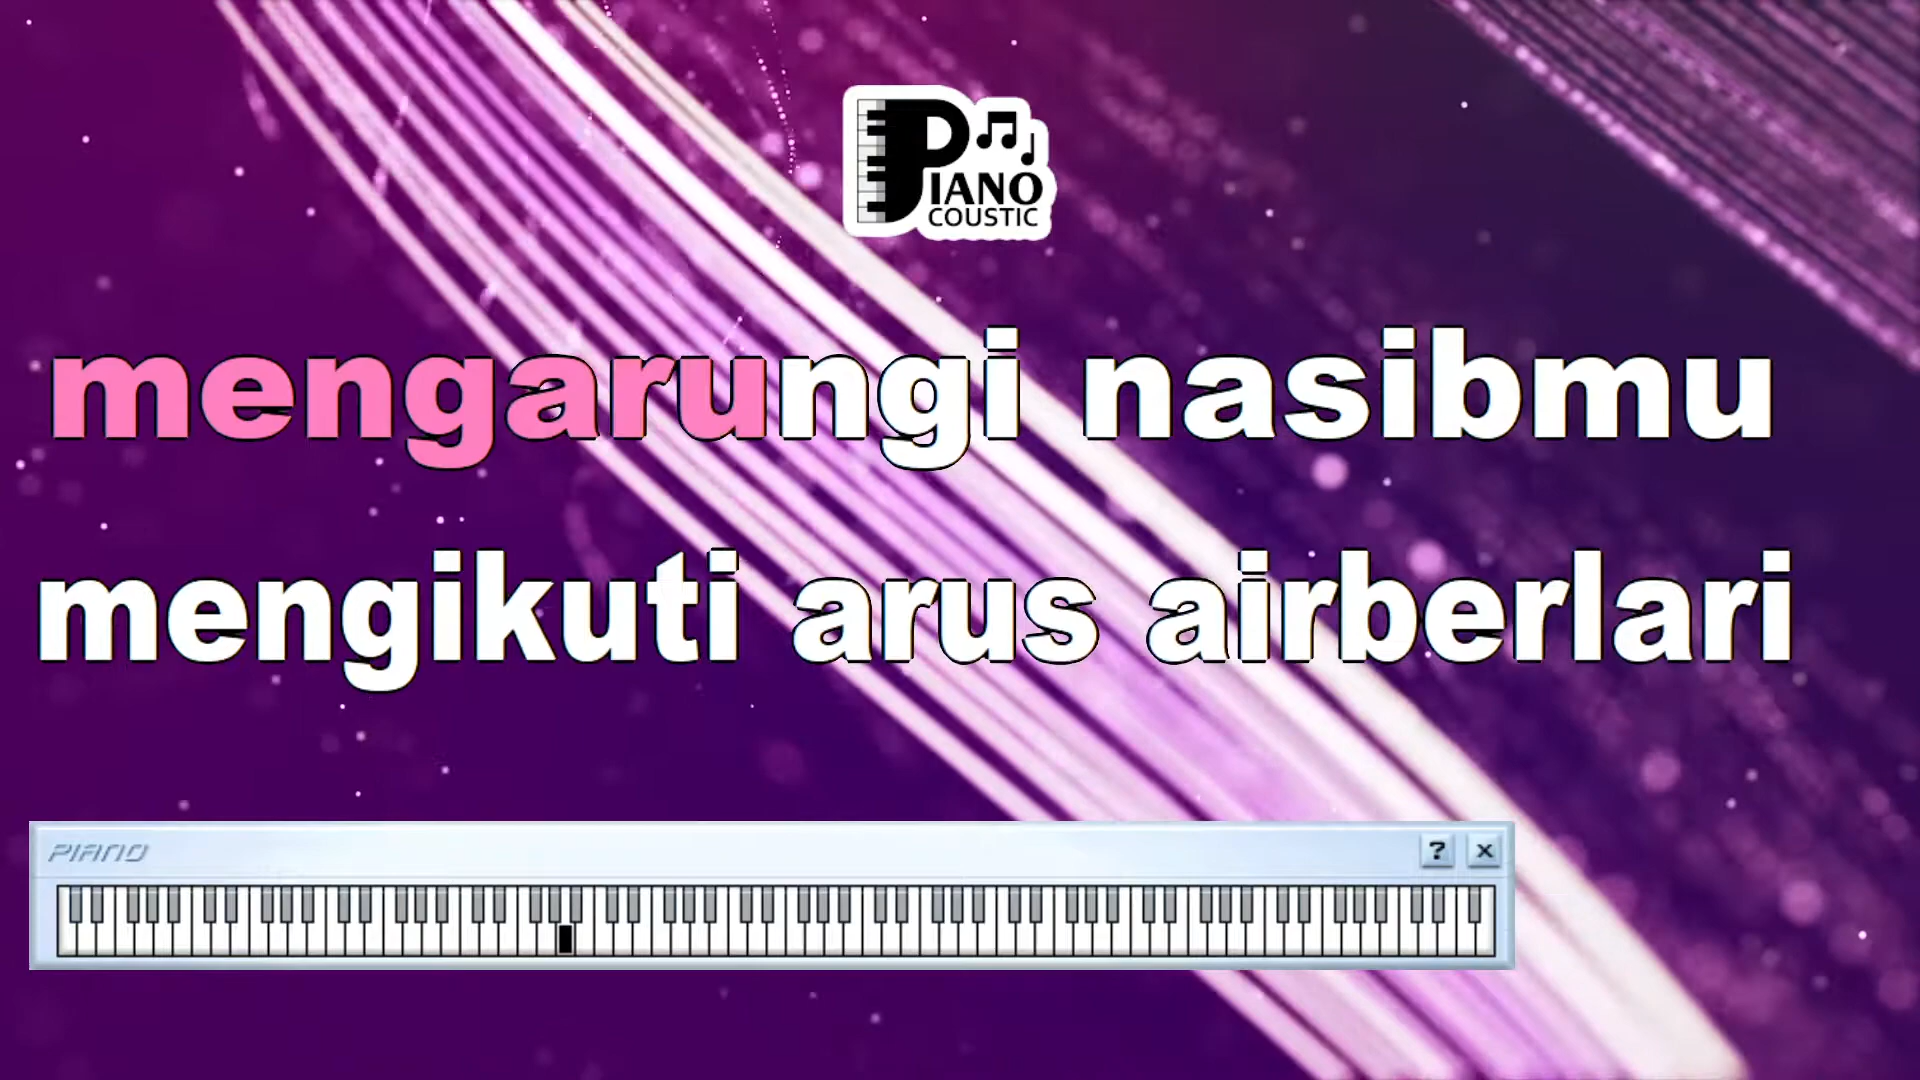 PIANO
COUSTIC
mengarungi nasibmu
mengikuti arus airberlari
PIANO
? x